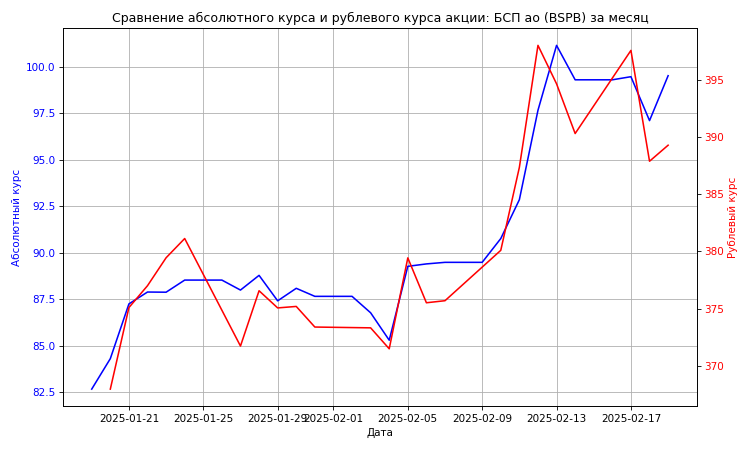 Сравнение абсолютного курса и рублевого курса акции: БСП ао (BSPB) за месяц
Абсолютный курс
100.0
97.5
95.0
92.5
90.0
87.5
85.0
82.5
395
390
385
380
375
370
Рублевый курс
2025-01-21 2025-01-25 2025-01-29 2025-02-01 2025-02-05 2025-02-09 2025-02-13 2025-02-17
Дата